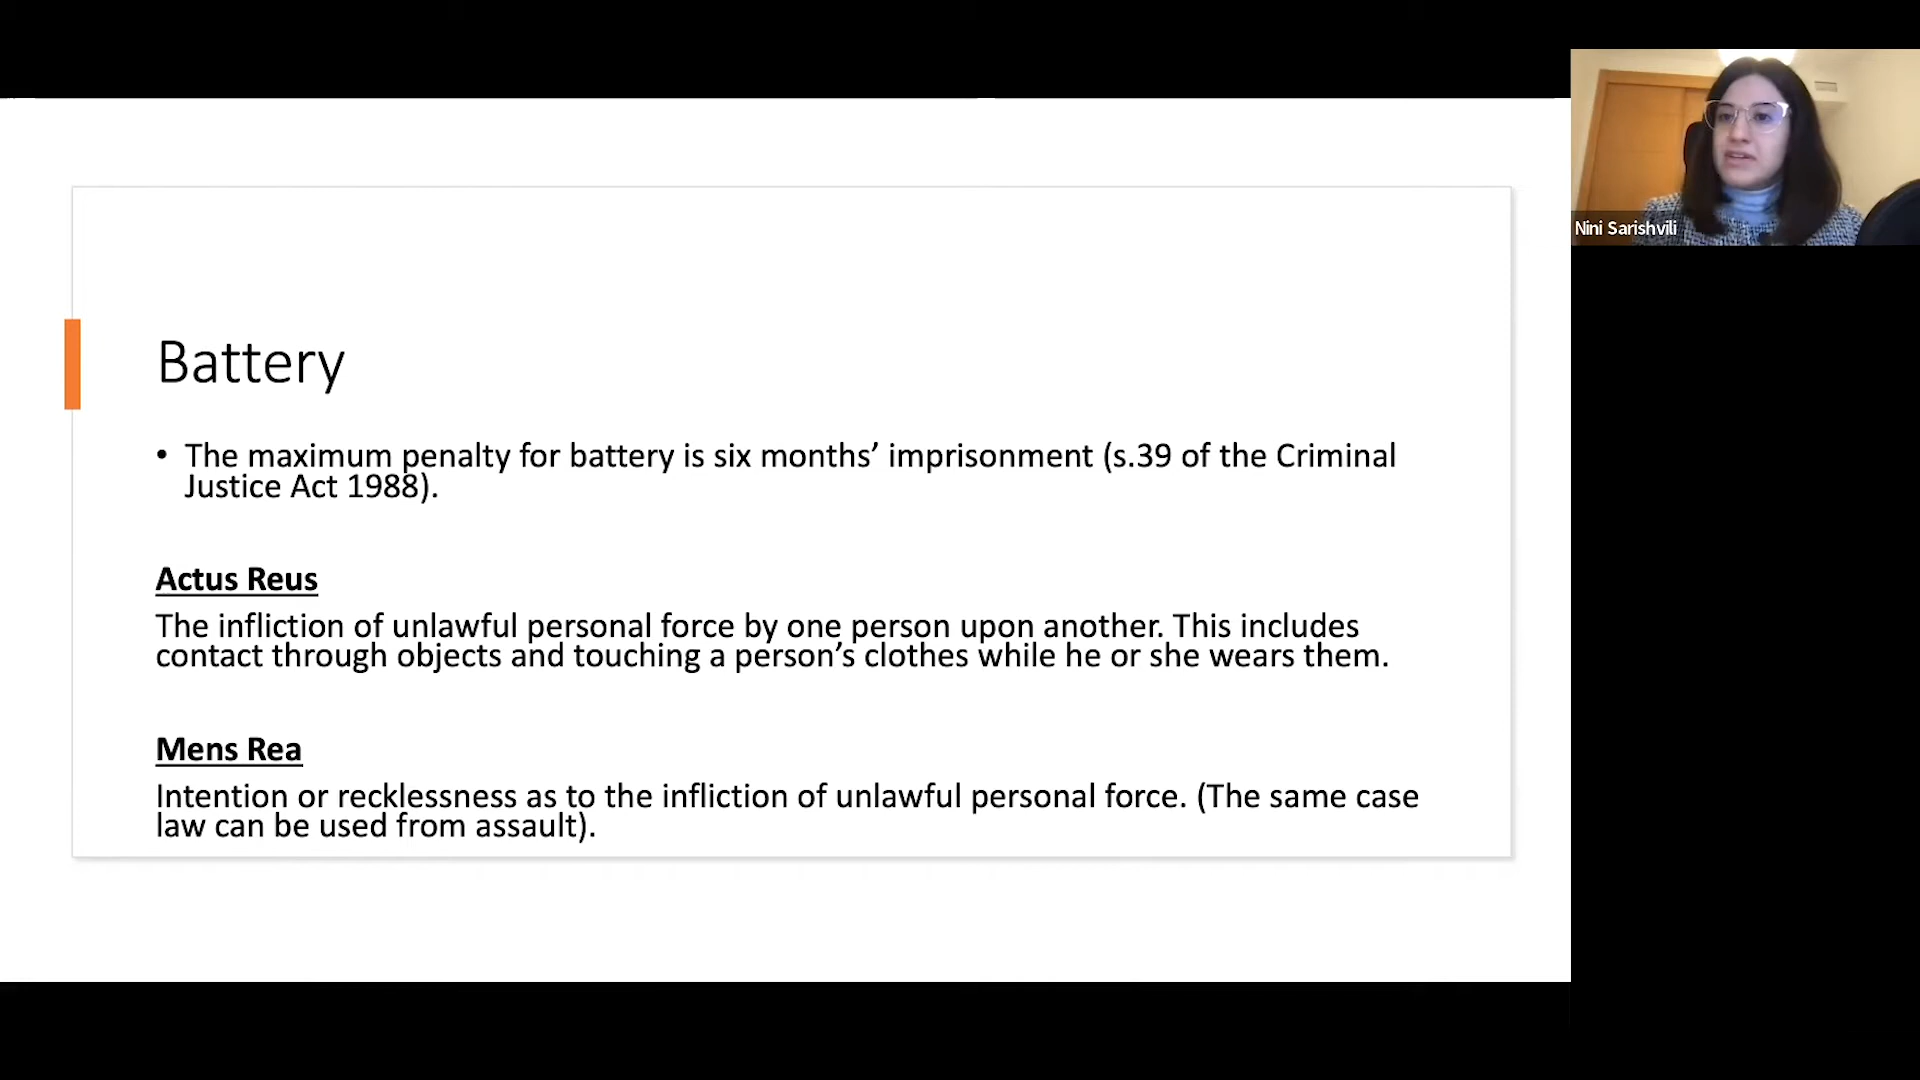 Battery
• The maximum penalty for battery is six months’ imprisonment (s.39 of the Criminal
Justice Act 1988).
Actus Reus
The infliction of unlawful personal force by one person upon another. This includes
contact through objects and touching a person’s clothes while he or she wears them.
Mens Rea
Intention or recklessness as to the infliction of unlawful personal force. (The same case
law can be used from assault).
Nini Sarishvili